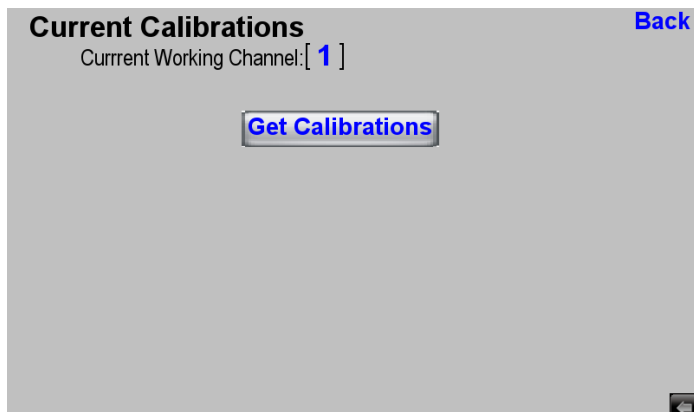 Current Calibrations
Back
Currrent Working Channel:[ 1 ]
Get Calibrations